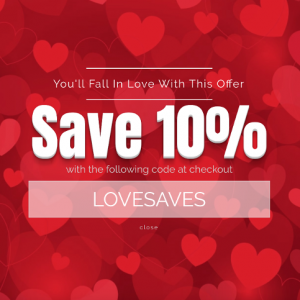 You'll Fall In Love With This Offer
Save 10%
with the following code at checkout
LOVESAVES
close